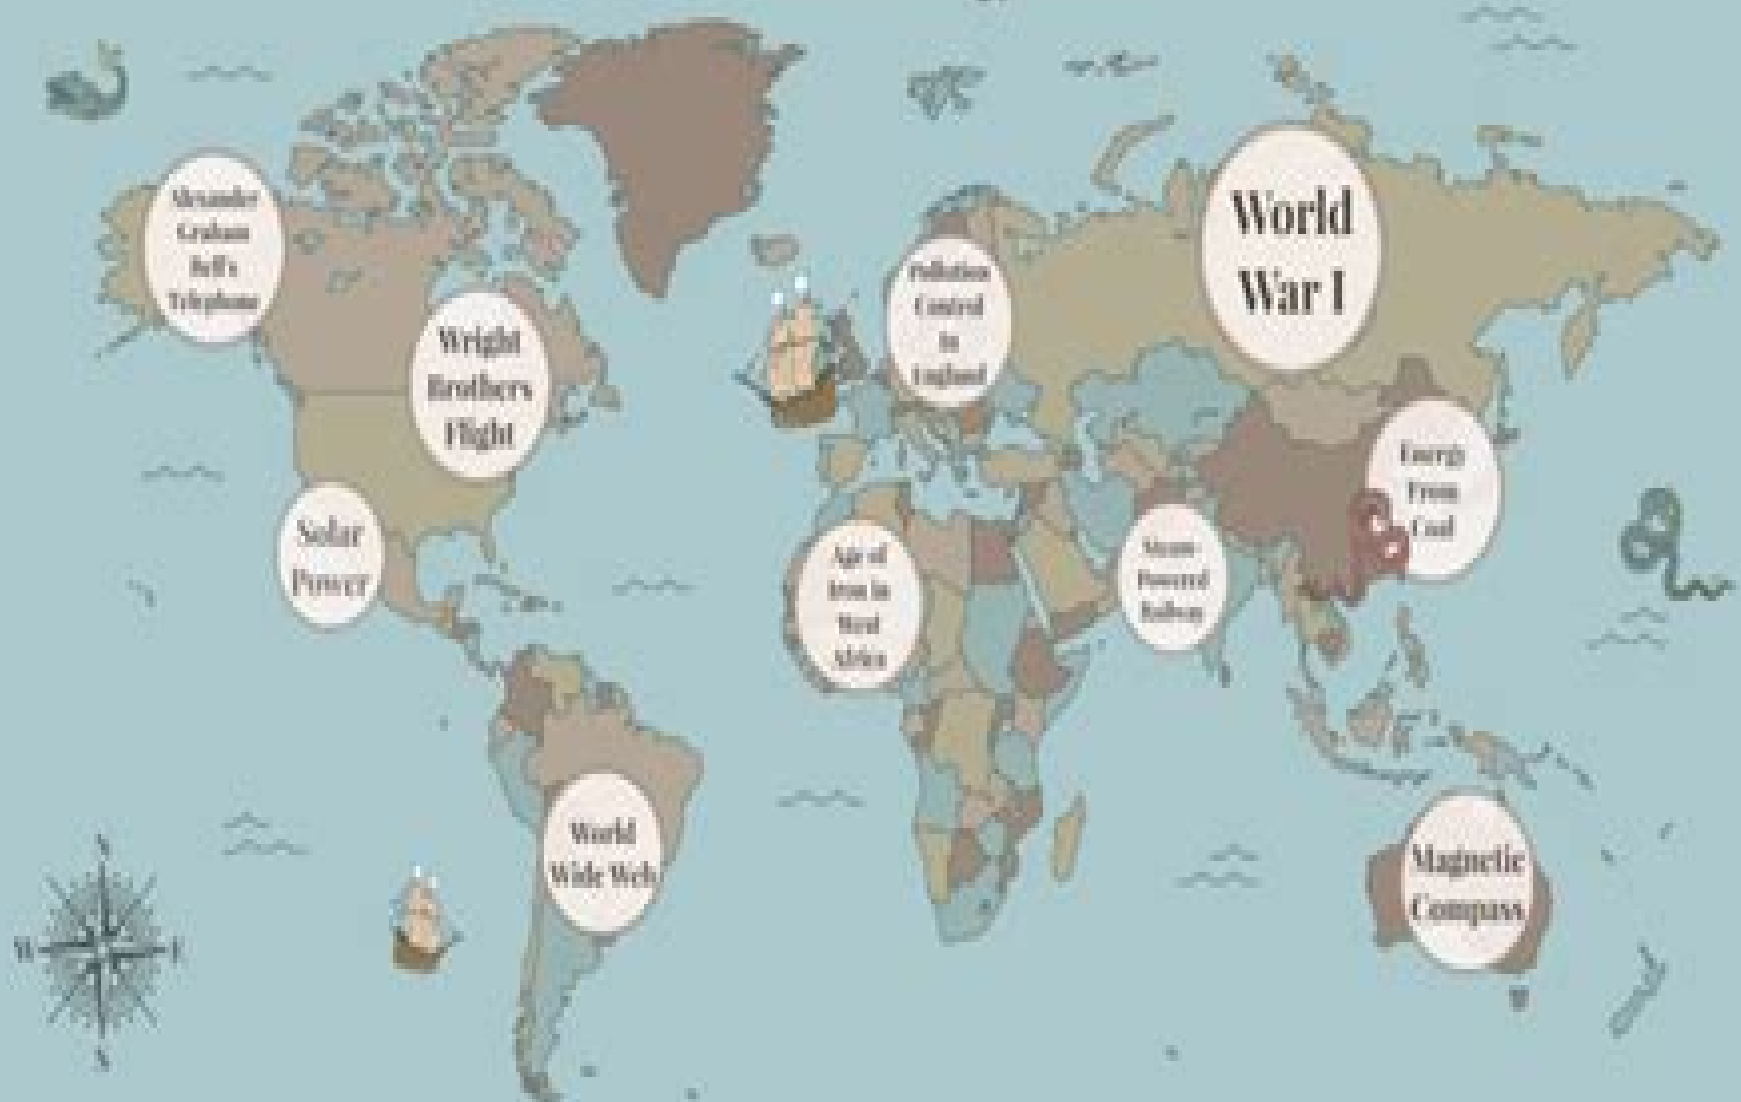 Alexander
Graham
Bell's
Telephone
Wright
Brothers
Flight
Solar
Power
World
Wide Web
Pollution
Control
in
England
Age of
Iron in
West
Africa
World
War I
Steam-
Powered
Railway
Energy
From
Coal
Magnetic
Compass
W
E